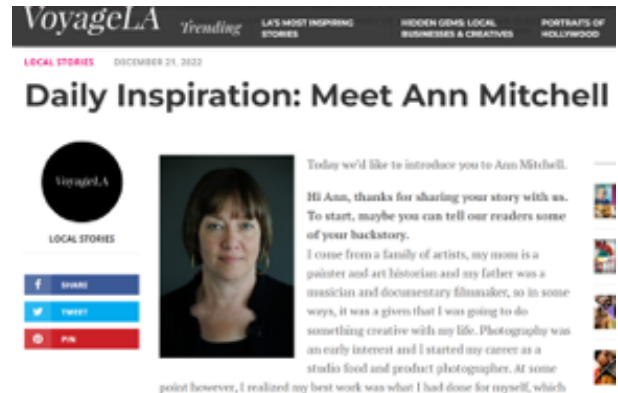 VoyageLA
Trending
LA'S MOST INSPIRING
STORIES
HIDDEN GEMS: LOCAL
BUSINESSES & CREATIVES
PORTRAITS OF
HOLLYWOOD
LOCAL STORIES DECEMBER 21, 2022
Daily Inspiration: Meet Ann Mitchell
VoyageLA
LOCAL STORIES
SHARE
TWEET
PIN
Today we'd like to introduce you to Ann Mitchell.
Hi Ann, thanks for sharing your story with us.
To start, maybe you can tell our readers some
of your backstory.
I come from a family of artists, my mom is a
painter and art historian and my father was a
musician and documentary filmmaker, so in some
ways, it was a given that I was going to do
something creative with my life. Photography was
an early interest and I started my career as a
studio food and product photographer. At some
point however, I realized my best work was what I had done for myself, which